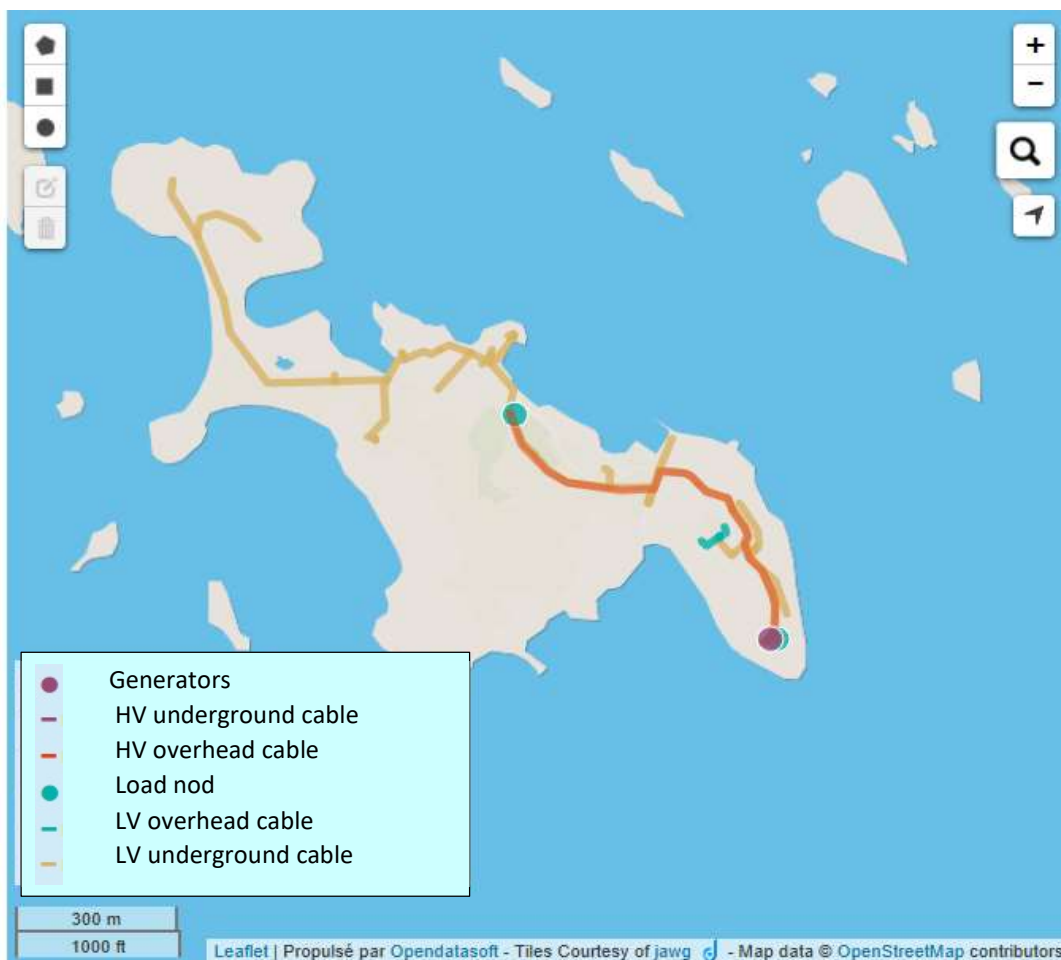 +
−
Generators
HV underground cable
HV overhead cable
Load nod
LV overhead cable
LV underground cable
300 m
1000 ft
Leaflet | Propulsé par Opendatasoft - Tiles Courtesy of jawg - Map data © OpenStreetMap contributors